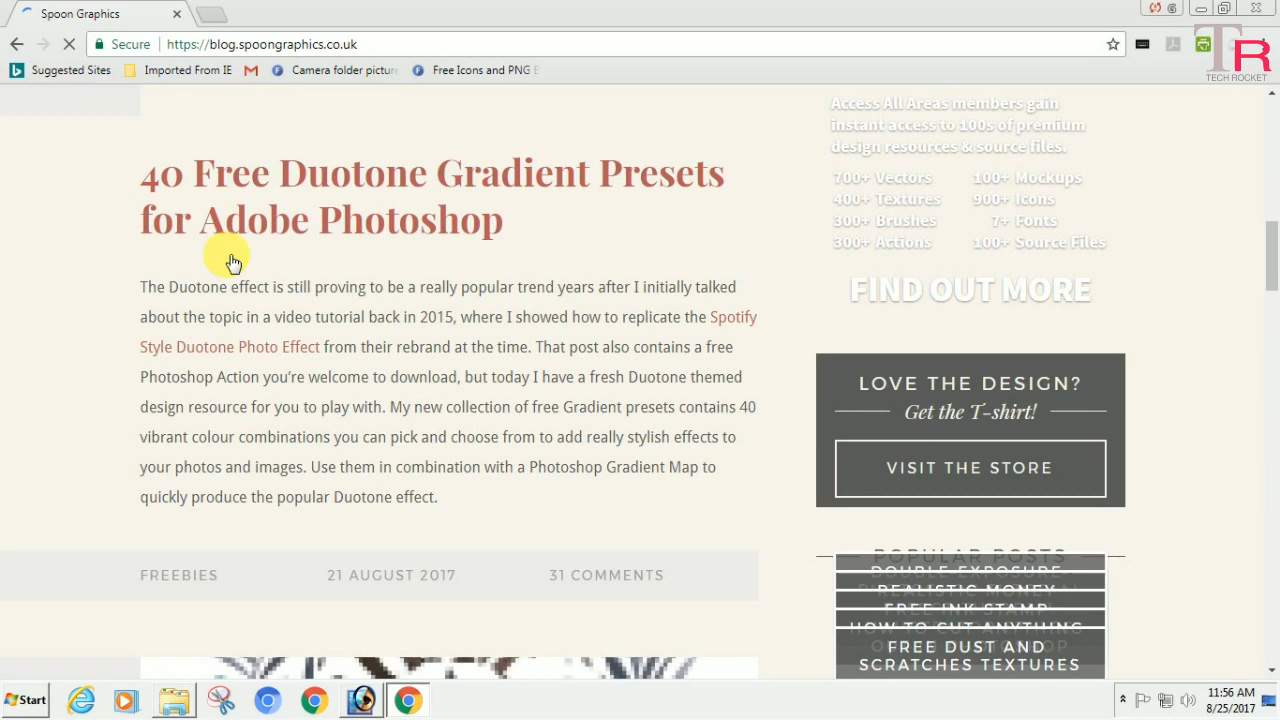 Spoon Graphics
Secure
https://blog.spoongraphics.co.uk
Suggested Sites
Imported From IE
Camera folder pictu
Free Icons and PNG
TR
TECH ROCKET
40 Free Duotone Gradient Presets
for Adobe Photoshop
The Duotone effect is still proving to be a really popular trend years after I initially talked
about the topic in a video tutorial back in 2015, where I showed how to replicate the Spotify
Style Duotone Photo Effect from their rebrand at the time. That post also contains a free
Photoshop Action you’re welcome to download, but today I have a fresh Duotone themed
design resource for you to play with. My new collection of free Gradient presets contains 40
vibrant colour combinations you can pick and choose from to add really stylish effects to
your photos and images. Use them in combination with a Photoshop Gradient Map to
quickly produce the popular Duotone effect.
FREEBIES
21 AUGUST 2017
31 COMMENTS
Access All Areas members gain
instant access to 100s of premium
design resources & source files.
700+ Vectors 100+ Mockups
400+ Textures 900+ Icons
300+ Brushes 7+ Fonts
300+ Actions 100+ Source Files
FIND OUT MORE
LOVE THE DESIGN?
Get the T-shirt!
VISIT THE STORE
POPULAR POSTS
DOUBLE EXPOSURE
REALISTIC MONEY
FREE INK STAMP
HOW TO CUT ANYTHING
FREE DUST AND
SCRATCHES TEXTURES
Start
11:56 AM
8/25/2017